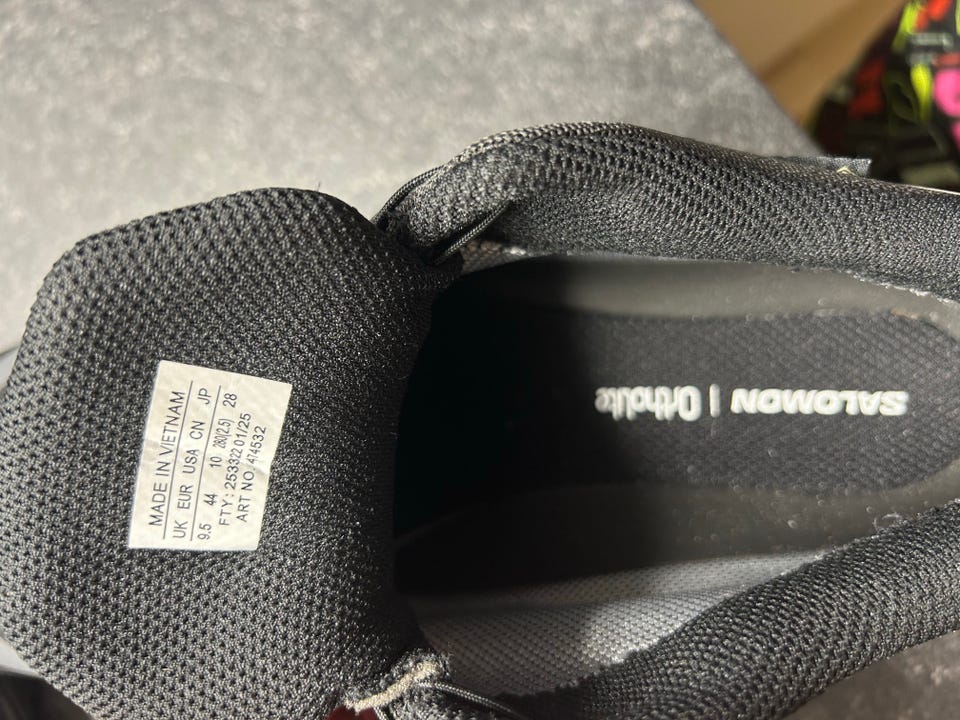 MADE IN VIETNAM
UK EUR USA CN JP
9.5 44 10 280(2.5) 28
FTY: 253322 01/25
ART NO: 474532
SALOMON | Ortholite